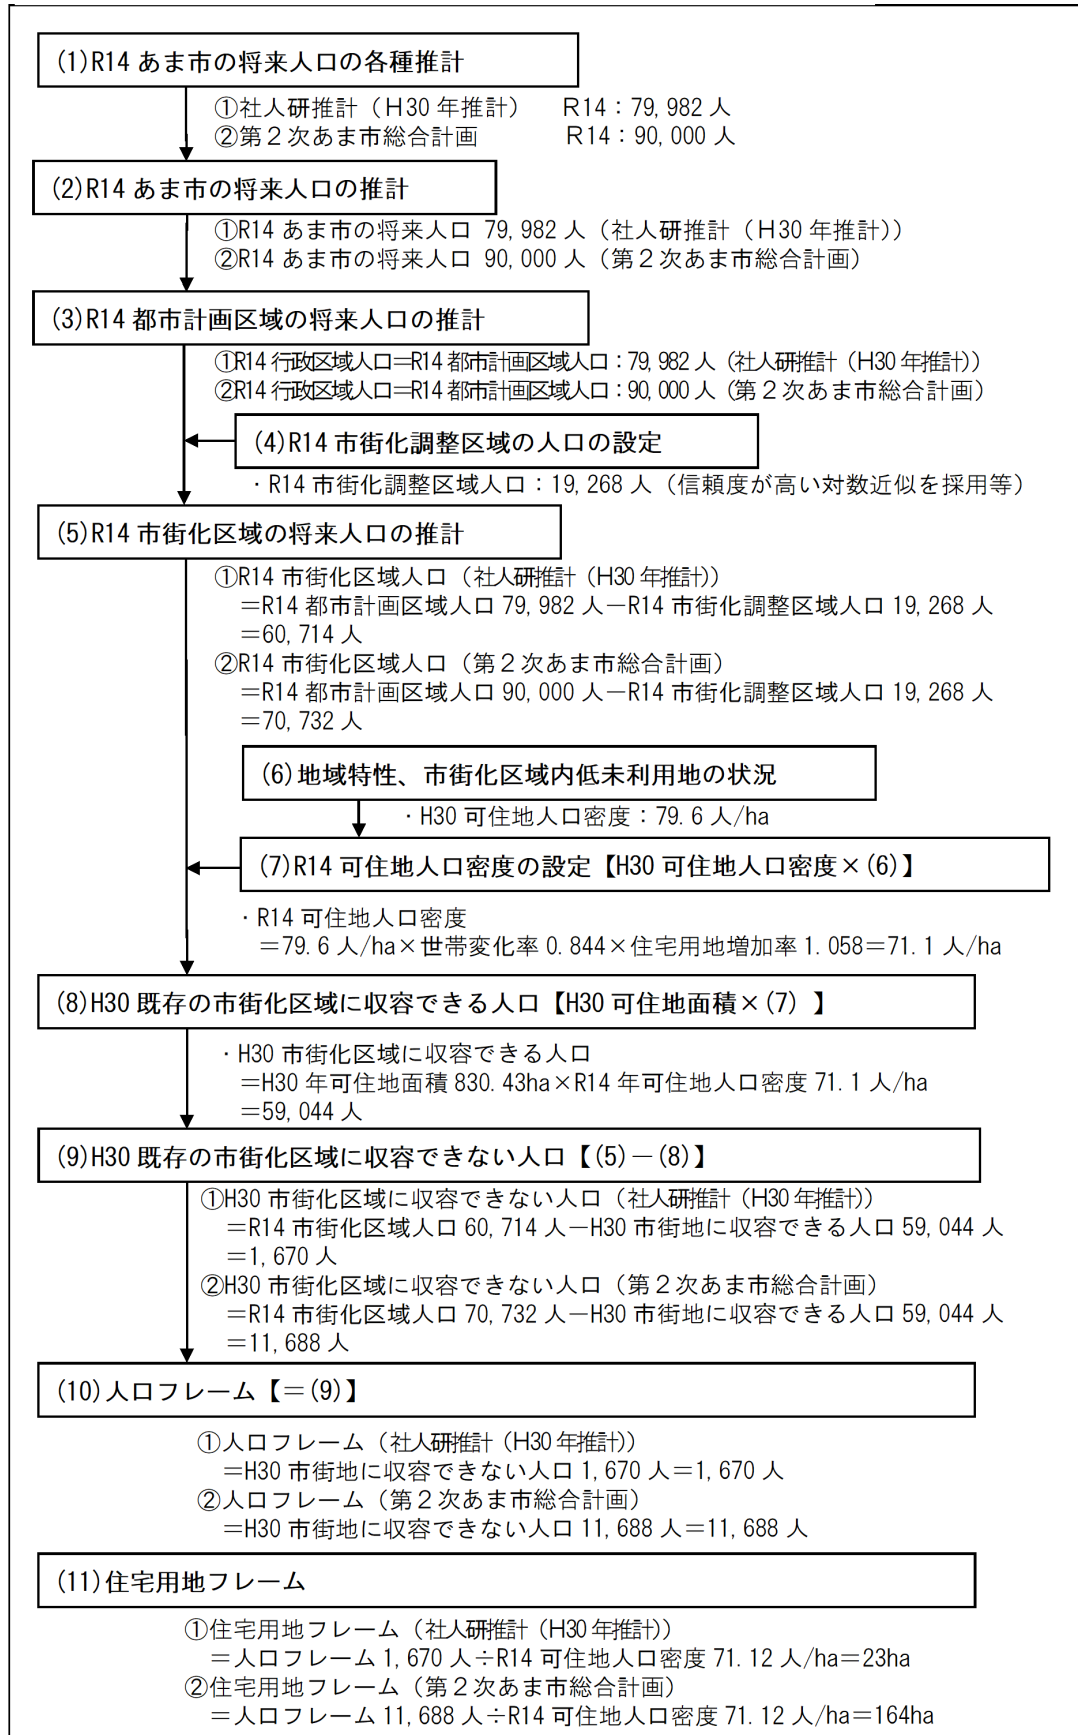 (1)R14 あま市の将来人口の各種推計
①社人研推計（Ｈ30 年推計）　Ｒ14：79,982 人
②第２次あま市総合計画　Ｒ14：90,000 人
(2)R14 あま市の将来人口の推計
①R14 あま市の将来人口 79,982 人（社人研推計（Ｈ30 年推計））
②R14 あま市の将来人口 90,000 人（第２次あま市総合計画）
(3)R14 都市計画区域の将来人口の推計
①R14 行政区域人口＝R14 都市計画区域人口：79,982 人（社人研推計（H30 年推計））
②R14 行政区域人口＝R14 都市計画区域人口：90,000 人（第２次あま市総合計画）
(4)R14 市街化調整区域の人口の設定
・R14 市街化調整区域人口：19,268 人（信頼度が高い対数近似を採用等）
(5)R14 市街化区域の将来人口の推計
①R14 市街化区域人口（社人研推計（H30 年推計））
＝R14 都市計画区域人口 79,982 人－R14 市街化調整区域人口 19,268 人
＝60,714 人
②R14 市街化区域人口（第２次あま市総合計画）
＝R14 都市計画区域人口 90,000 人－R14 市街化調整区域人口 19,268 人
＝70,732 人
(6)地域特性、市街化区域内低未利用地の状況
・H30 可住地人口密度：79.6 人/ha
(7)R14 可住地人口密度の設定【H30 可住地人口密度×(6)】
・R14 可住地人口密度
＝79.6 人/ha×世帯変化率 0.844×住宅用地増加率 1.058＝71.1 人/ha
(8)H30 既存の市街化区域に収容できる人口【H30 可住地面積×(7) 】
・H30 市街化区域に収容できる人口
＝H30 年可住地面積 830.43ha×R14 年可住地人口密度 71.1 人/ha
＝59,044 人
(9)H30 既存の市街化区域に収容できない人口【(5)－(8)】
①H30 市街化区域に収容できない人口（社人研推計（H30 年推計））
＝R14 市街化区域人口 60,714 人－H30 市街地に収容できる人口 59,044 人
＝1,670 人
②H30 市街化区域に収容できない人口（第２次あま市総合計画）
＝R14 市街化区域人口 70,732 人－H30 市街地に収容できる人口 59,044 人
＝11,688 人
(10)人口フレーム【＝(9)】
①人口フレーム（社人研推計（H30 年推計））
＝H30 市街地に収容できない人口 1,670 人＝1,670 人
②人口フレーム（第２次あま市総合計画）
＝H30 市街地に収容できない人口 11,688 人＝11,688 人
(11)住宅用地フレーム
①住宅用地フレーム（社人研推計（H30 年推計））
＝人口フレーム 1,670 人÷R14 可住地人口密度 71.12 人/ha＝23ha
②住宅用地フレーム（第２次あま市総合計画）
＝人口フレーム 11,688 人÷R14 可住地人口密度 71.12 人/ha＝164ha